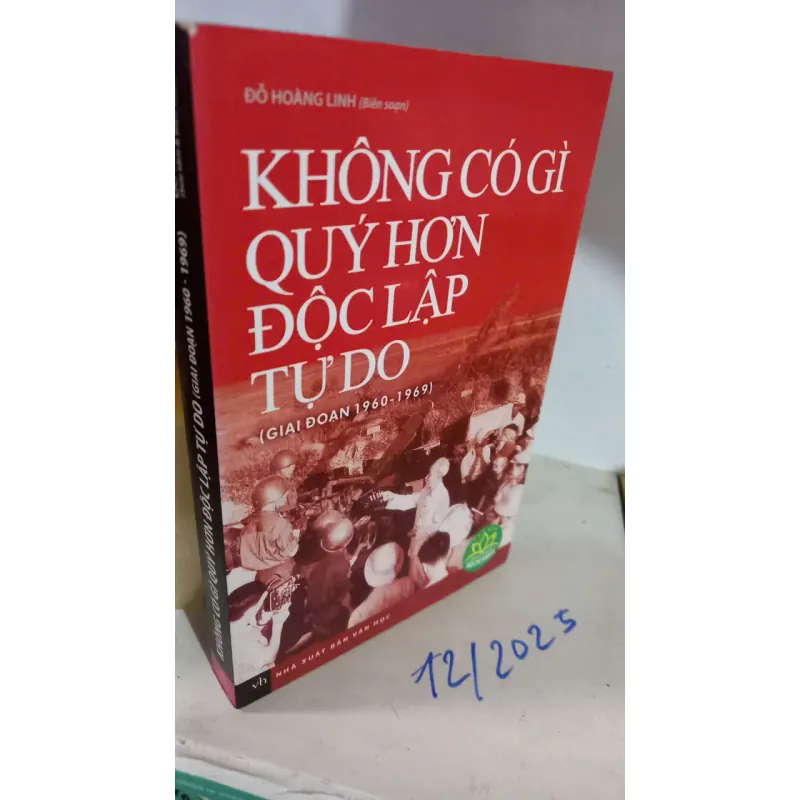 ĐỖ HOÀNG LINH (Biên soạn)
KHÔNG CÓ GÌ
QUÝ HƠN
ĐỘC LẬP
TỰ DO
(GIAI ĐOẠN 1960-1969)
vh NHÀ XUẤT BẢN VĂN HỌC
KHÔNG CÓ GÌ QUÝ HƠN ĐỘC LẬP TỰ DO (GIAI ĐOẠN 1960 - 1969)
12/2025